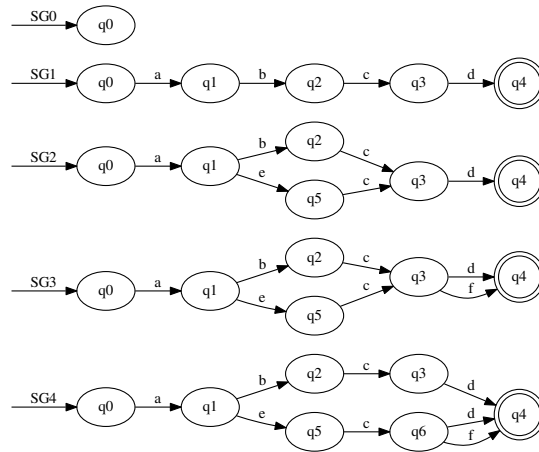 SG0 q0
SG1 q0 a q1 b q2 c q3 d q4
b q2 c
SG2 q0 a q1 q3 d q4
e q5 c
b q2 c
SG3 q0 a q1 q3 d f q4
e q5 c
b q2 c q3 d
SG4 q0 a q1 q4
e q5 c q6 d f